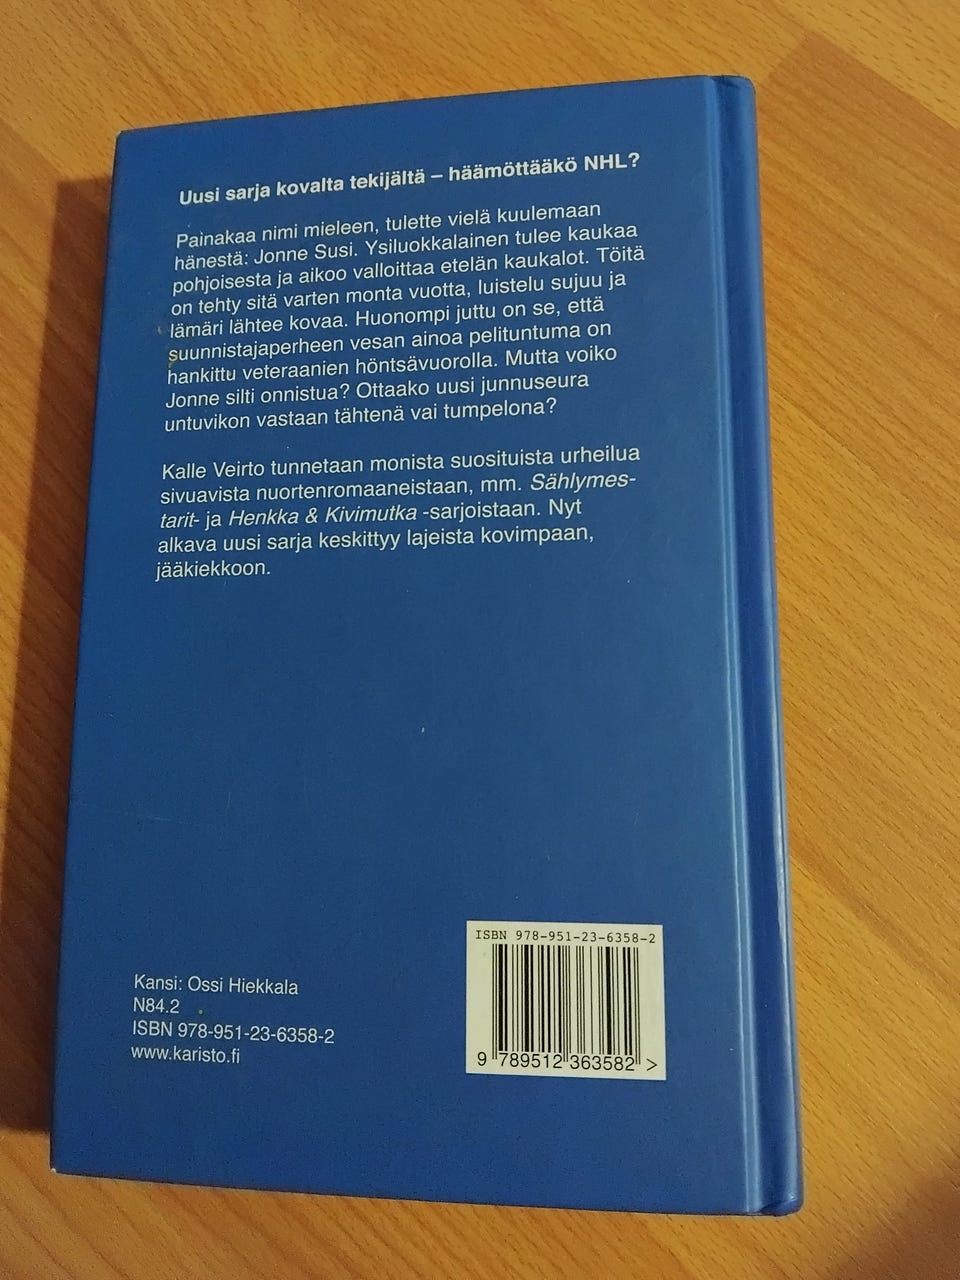 Uusi sarja kovalta tekijältä – häämöttääkö NHL?
Painakaa nimi mieleen, tulette vielä kuulemaan
hänestä: Jonne Susi. Ysiluokkalainen tulee kaukaa
pohjoisesta ja aikoo valloittaa etelän kaukalot. Töitä
on tehty sitä varten monta vuotta, luistelu sujuu ja
lämäri lähtee kovaa. Huonompi juttu on se, että
suunnistajaperheen vesan ainoa pelituntuma on
hankittu veteraanien höntsävuorolla. Mutta voiko
Jonne silti onnistua? Ottaako uusi junnuseura
untuvikon vastaan tähtenä vai tumpelona?
Kalle Veirto tunnetaan monista suosituista urheilua
sivuavista nuortenromaaneistaan, mm. Sählymes-
tarit- ja Henkka & Kivimutka -sarjoistaan. Nyt
alkava uusi sarja keskittyy lajeista kovimpaan,
jääkiekkoon.
Kansi: Ossi Hiekkala
N84.2
ISBN 978-951-23-6358-2
www.karisto.fi
ISBN 978-951-23-6358-2
9 789512 363582 >